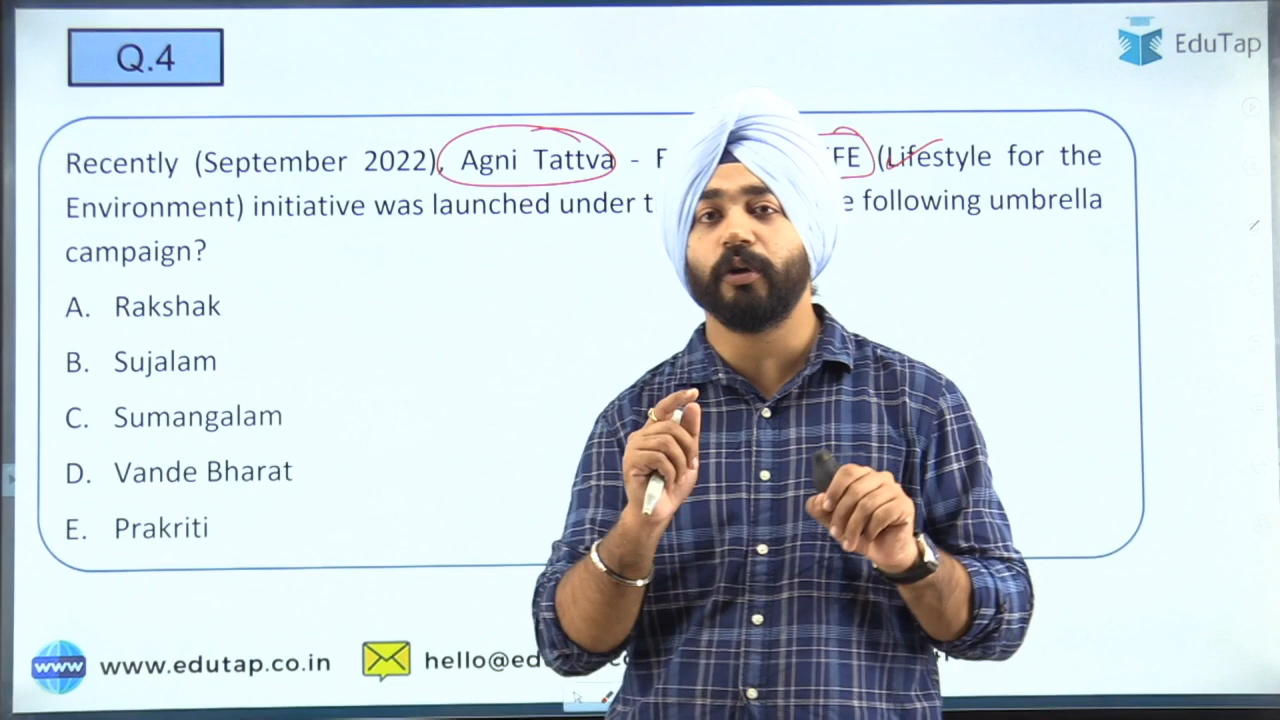 Q.4
EduTap
Recently (September 2022), Agni Tattva - F FE (Lifestyle for the
Environment) initiative was launched under t e following umbrella
campaign?
A. Rakshak
B. Sujalam
C. Sumangalam
D. Vande Bharat
E. Prakriti
www www.edutap.co.in hello@ed